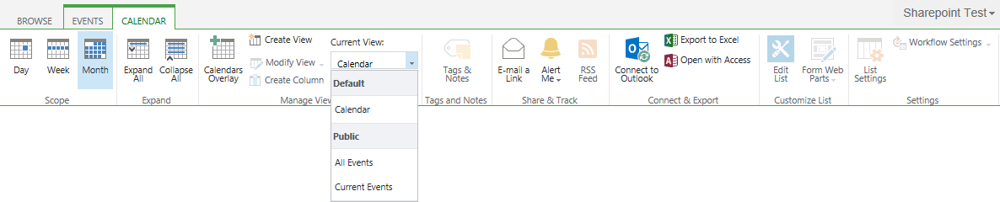 BROWSE
EVENTS
CALENDAR
Sharepoint Test
Day
Week
Month
Scope
Expand
All
Collapse
All
Expand
Calendars
Overlay
Create View
Modify View
Create Column
Current View:
Calendar
Manage View
Default
Calendar
Public
All Events
Current Events
Tags &
Notes
Tags and Notes
E-mail a
Link
Alert
Me
RSS
Feed
Share & Track
Connect to
Outlook
Export to Excel
Open with Access
Connect & Export
Edit
List
Form Web
Parts
Customize List
List
Settings
Workflow Settings
Settings